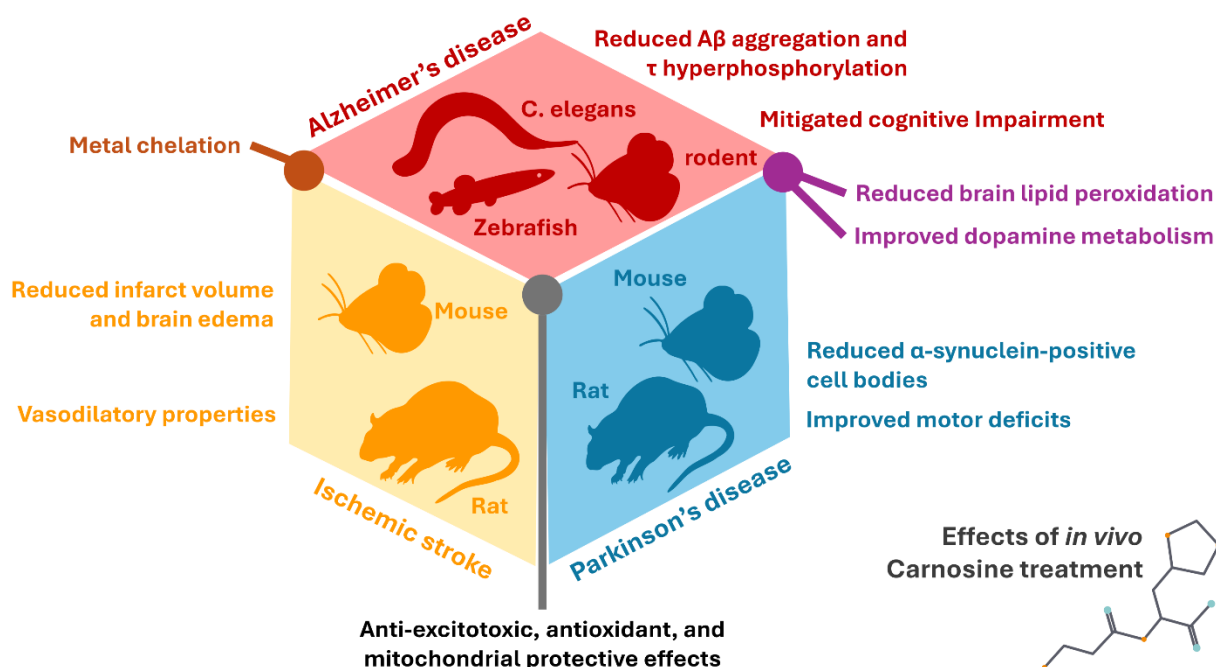 Alzheimer's disease
Reduced Aβ aggregation and
τ hyperphosphorylation
C. elegans
Mitigated cognitive Impairment
Metal chelation
rodent
Reduced brain lipid peroxidation
Zebrafish
Improved dopamine metabolism
Reduced infarct volume
and brain edema
Mouse
Mouse
Reduced α-synuclein-positive
cell bodies
Vasodilatory properties
Rat
Improved motor deficits
Rat
Ischemic stroke
Parkinson's disease
Effects of in vivo
Carnosine treatment
Anti-excitotoxic, antioxidant, and
mitochondrial protective effects